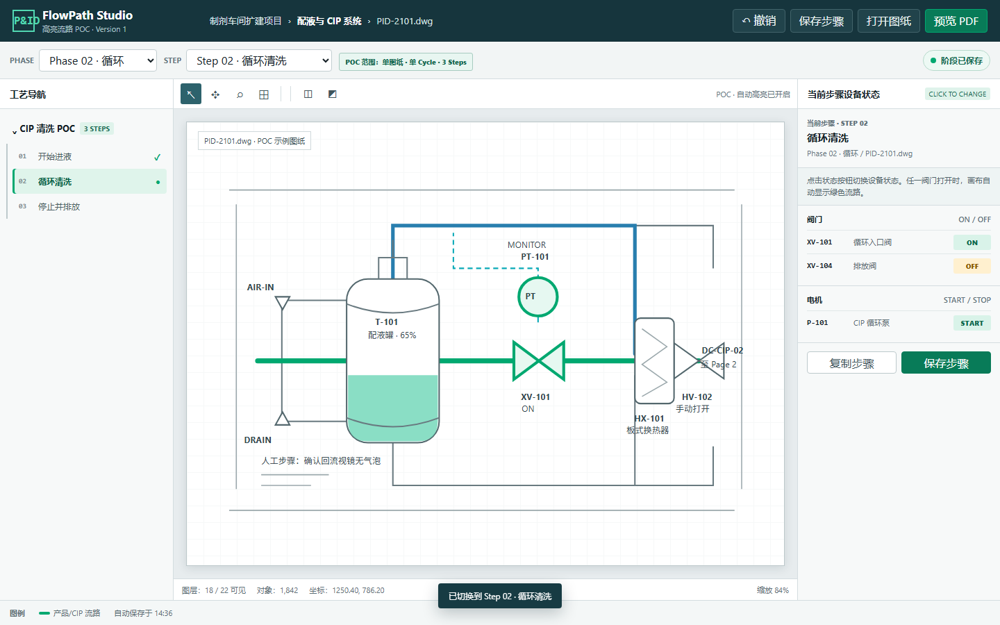 P&ID
FlowPath Studio
高亮流路 POC · Version 1
制剂车间扩建项目 › 配液与 CIP 系统 › PID-2101.dwg
↶ 撤销
保存步骤
打开图纸
预览 PDF
PHASE
Phase 02 · 循环
STEP
Step 02 · 循环清洗
POC 范围：单图纸 · 单 Cycle · 3 Steps
阶段已保存
工艺导航
POC · 自动高亮已开启
当前步骤设备状态
CLICK TO CHANGE
CIP 清洗 POC
3 STEPS
01 开始进液 ✓
02 循环清洗
03 停止并排放
PID-2101.dwg · POC 示例图纸
MONITOR
PT-101
AIR-IN
PT
T-101
配液罐 · 65%
DC-CIP-02
至 Page 2
XV-101
ON
HV-102
手动打开
HX-101
板式换热器
DRAIN
人工步骤：确认回流视镜无气泡
当前步骤 · STEP 02
循环清洗
Phase 02 · 循环 / PID-2101.dwg
点击状态按钮切换设备状态。任一阀门打开时，画布自
动显示绿色流路。
阀门
ON / OFF
XV-101 循环入口阀 ON
XV-104 排放阀 OFF
电机
START / STOP
P-101 CIP 循环泵 START
复制步骤
保存步骤
图层：18 / 22 可见
对象：1,842
坐标：1250.40, 786.20
已切换到 Step 02 · 循环清洗
缩放 84%
图例
产品/CIP 流路
自动保存于 14:36